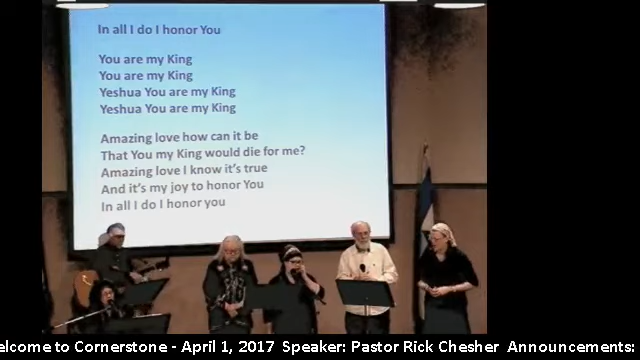 In all I do I honor You
You are my King
You are my King
Yeshua You are my King
Yeshua You are my King
Amazing love how can it be
That You my King would die for me?
Amazing love I know it's true
And it's my joy to honor You
In all I do I honor you
elcome to Cornerstone - April 1, 2017 Speaker: Pastor Rick Chesher Announcements: